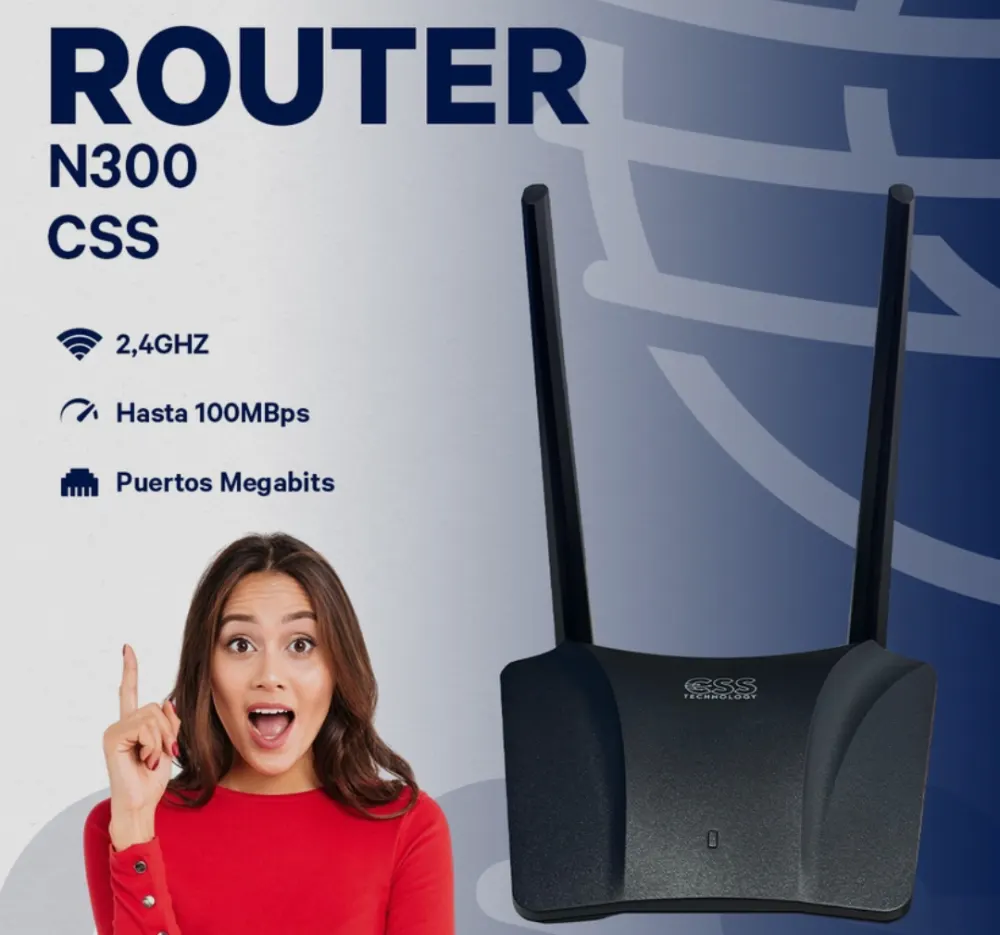 ROUTER
N300
CSS
2,4GHZ
Hasta 100MBps
Puertos Megabits
CSS
TECHNOLOGY